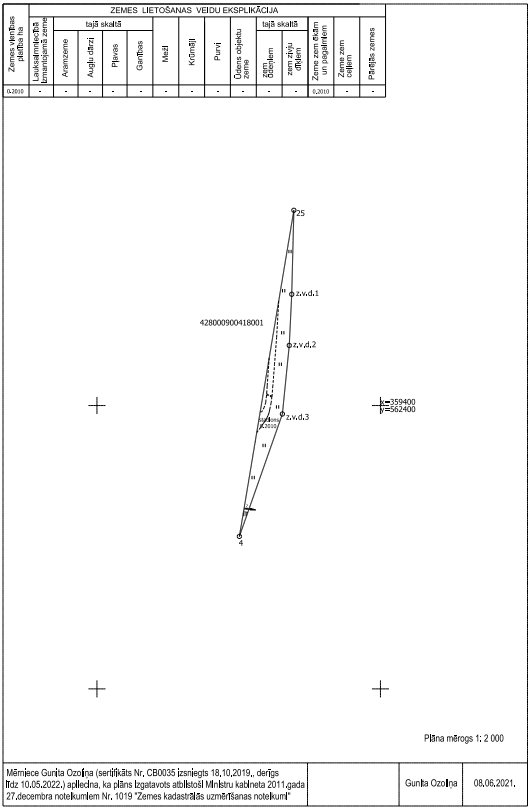 ZEMES LIETOŠANAS VEIDU EKSPLIKĀCIJA
Zemes vienības platība ha
Lauksaimniecībā izmantojamā zeme
tajā skaitā
Aramzeme
Augļu dārzi
Pļavas
Ganības
Meži
Krūmāji
Purvi
Ūdens objektu zeme
tajā skaitā
zem ūdeņiem
zem zivju dīķiem
Zeme zem ēkām un pagalmiem
Zeme zem ceļiem
Pārējās zemes
0.2010 - - - - - - - - - - - 0.2010 - -
25
z.v.d.1
428000900418001
z.v.d.2
x=359400
y=562400
z.v.d.3
0.2010
4
Plāna mērogs 1: 2 000
Mērniece Gunita Ozoliņa (sertifikāts Nr. CB0035 izsniegts 18.10.2019., derīgs
līdz 10.05.2022.) apliecina, ka plāns izgatavots atbilstoši Ministru kabineta 2011.gada
27.decembra noteikumiem Nr. 1019 "Zemes kadastrālās uzmērīšanas noteikumi"
Gunita Ozoliņa
08.06.2021.